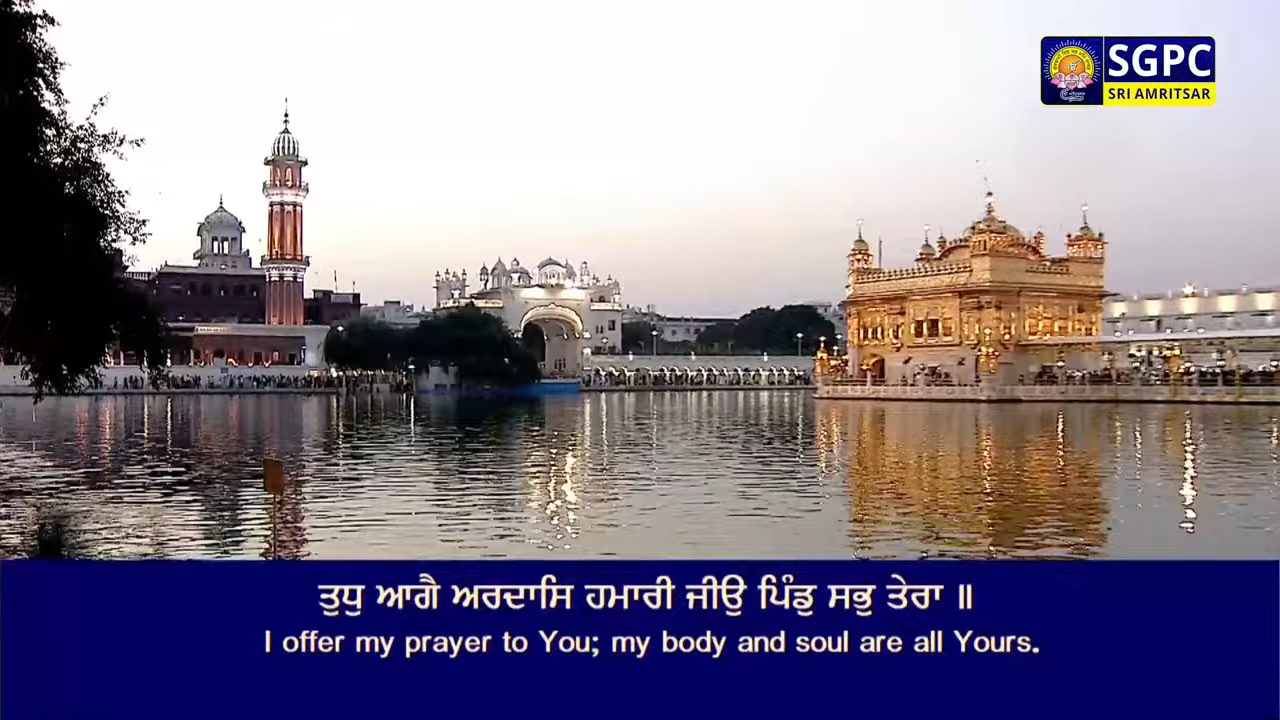 SGPC
SRI AMRITSAR
ਤੁਧੁ ਆਗੈ ਅਰਦਾਸਿ ਹਮਾਰੀ ਜੀਉ ਪਿੰਡੁ ਸਭੁ ਤੇਰਾ ॥
I offer my prayer to You; my body and soul are all Yours.